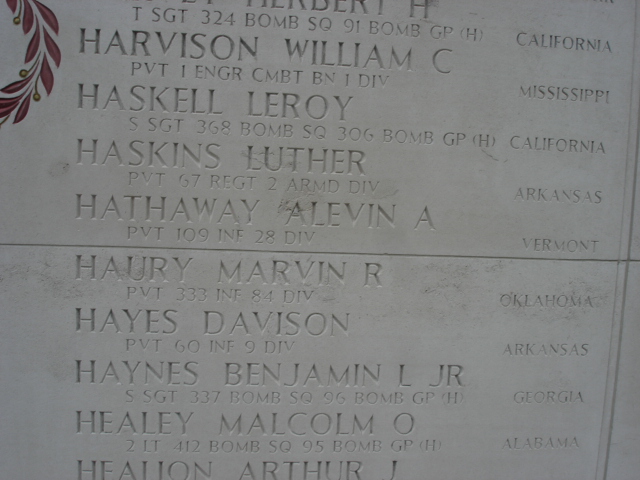 HERBERT H
T SGT 324 BOMB SQ 91 BOMB GP (H) CALIFORNIA
HARVISON WILLIAM C
PVT 1 ENGR CMBT BN 1 DIV MISSISSIPPI
HASKELL LEROY
S SGT 368 BOMB SQ 306 BOMB GP (H) CALIFORNIA
HASKINS LUTHER
PVT 67 REGT 2 ARMD DIV ARKANSAS
HATHAWAY ALEVIN A
PVT 109 INF 28 DIV VERMONT
HAURY MARVIN R
PVT 333 INF 84 DIV OKLAHOMA
HAYES DAVISON
PVT 60 INF 9 DIV ARKANSAS
HAYNES BENJAMIN L JR
S SGT 337 BOMB SQ 96 BOMB GP (H) GEORGIA
HEALEY MALCOLM O
2 LT 412 BOMB SQ 95 BOMB GP (H) ALABAMA
HEALION ARTHUR J